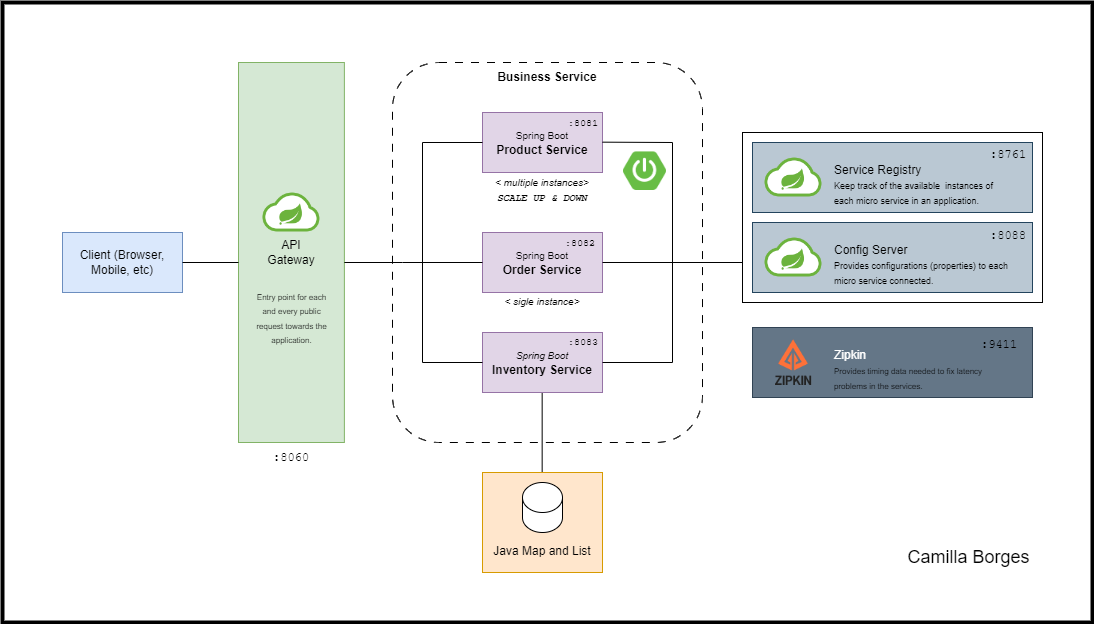 Business Service
:8081
Spring Boot
Product Service
< multiple instances>
SCALE UP & DOWN
:8082
Spring Boot
Order Service
< sigle instance>
:8083
Spring Boot
Inventory Service
Client (Browser,
Mobile, etc)
API
Gateway
Entry point for each
and every public
request towards the
application.
:8060
:8761
Service Registry
Keep track of the available instances of
each micro service in an application.
:8088
Config Server
Provides configurations (properties) to each
micro service connected.
:9411
ZIPKIN
Zipkin
Provides timing data needed to fix latency
problems in the services.
Java Map and List
Camilla Borges